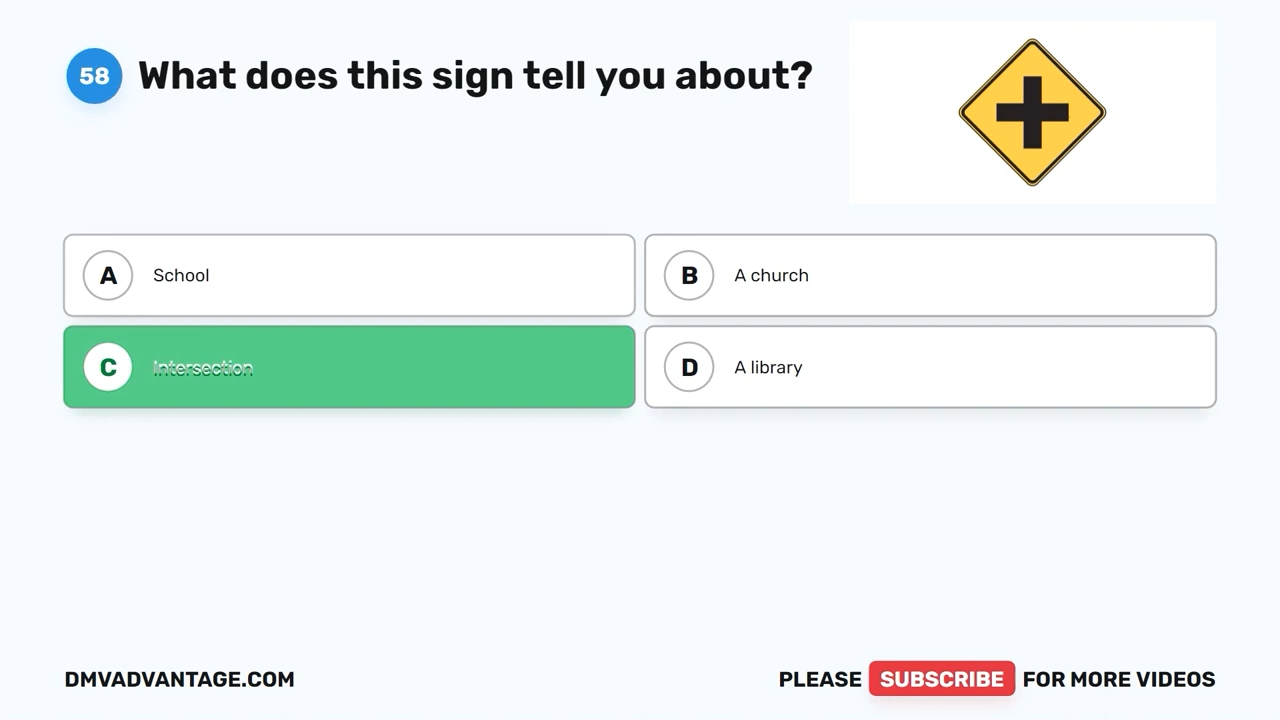 58 What does this sign tell you about?
A School
B A church
C Intersection
D A library
DMVADVANTAGE.COM
PLEASE SUBSCRIBE FOR MORE VIDEOS